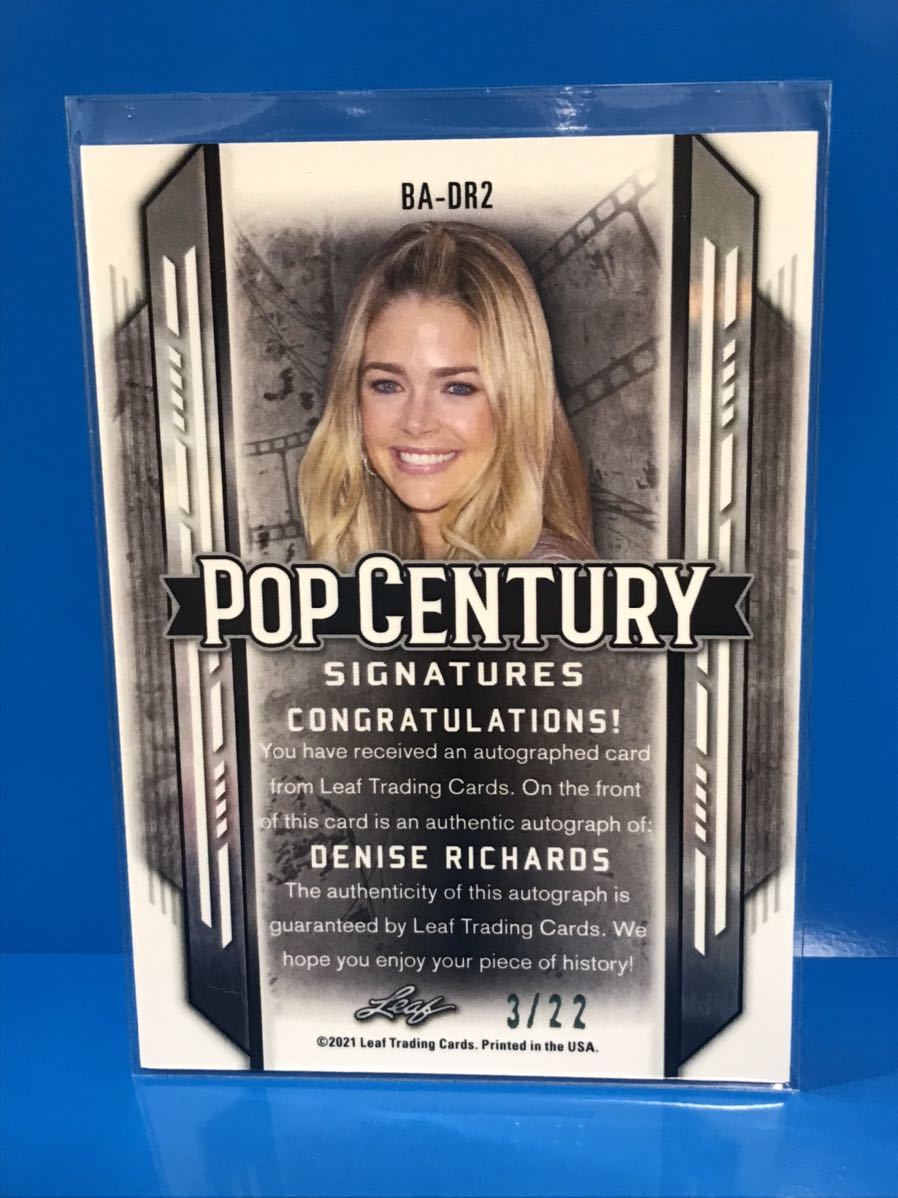 BA-DR2
POP CENTURY
SIGNATURES
CONGRATULATIONS!
You have received an autographed card
from Leaf Trading Cards. On the front
of this card is an authentic autograph of:
DENISE RICHARDS
The authenticity of this autograph is
guaranteed by Leaf Trading Cards. We
hope you enjoy your piece of history!
Leaf 3/22
©2021 Leaf Trading Cards. Printed in the USA.